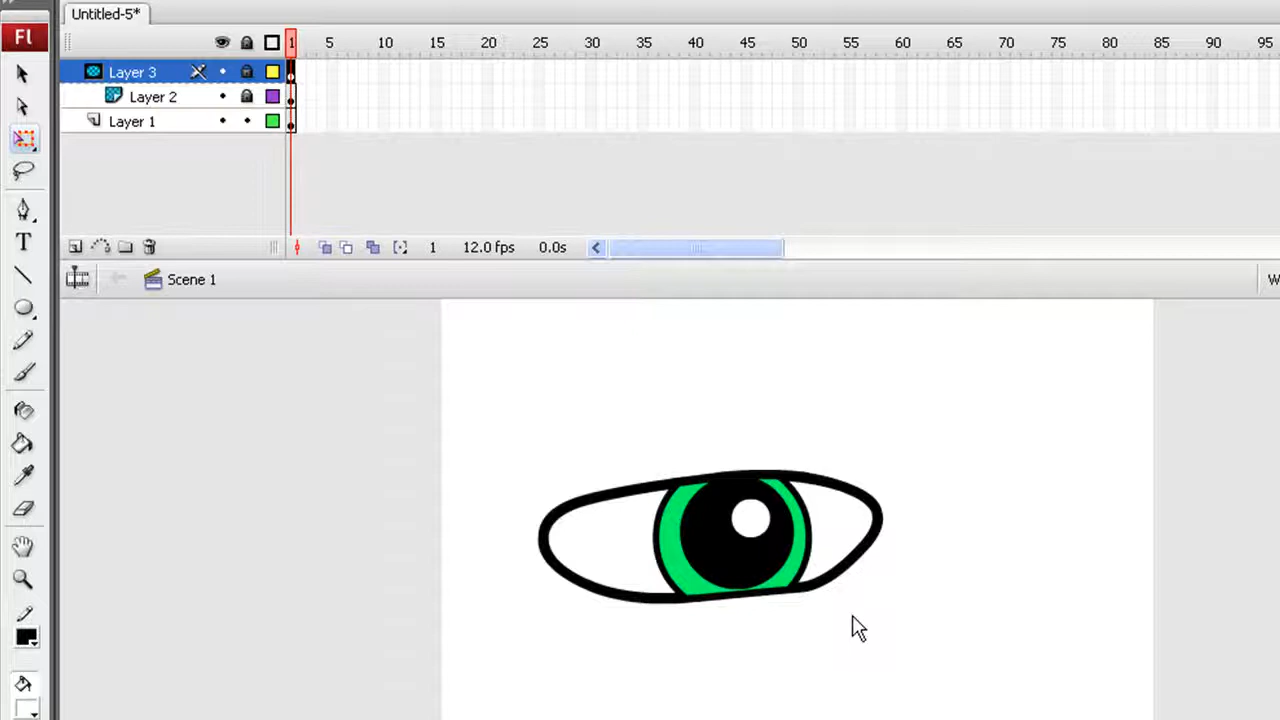 Untitled-5*
Fl
1 5 10 15 20 25 30 35 40 45 50 55 60 65 70 75 80 85 90 95
Layer 3
Layer 2
Layer 1
T
1 12.0 fps 0.0s
Scene 1 W